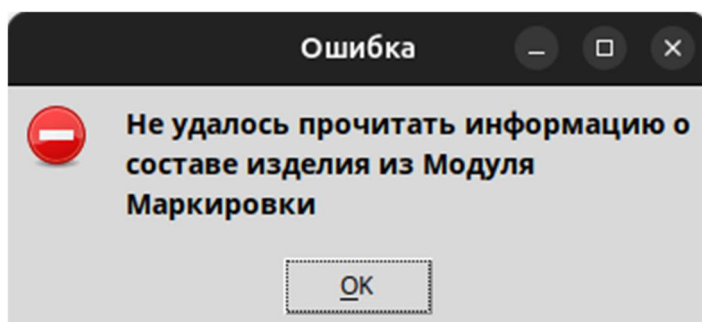 Ошибка
Не удалось прочитать информацию о
составе изделия из Модуля
Маркировки
OK